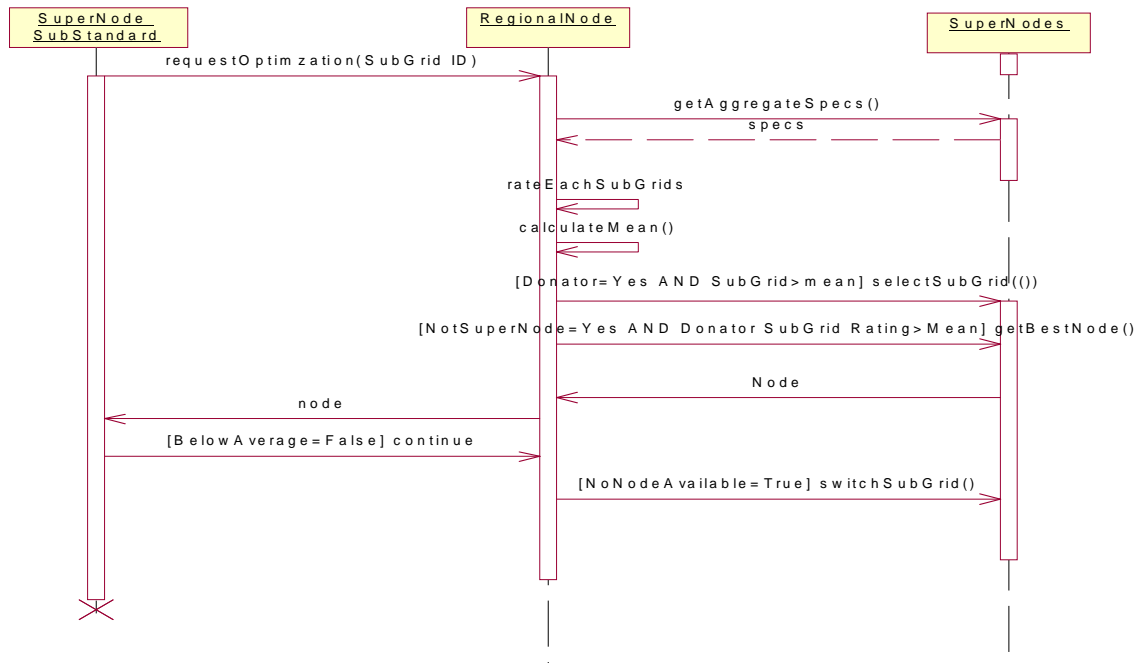 SuperNode
SubStandard
RegionalNode
SuperNodes
requestOptimzation(SubGrid ID)
getAggregateSpecs()
specs
rateEachSubGrids
calculateMean()
[Donator=Yes AND SubGrid>mean] selectSubGrid(())
[NotSuperNode=Yes AND Donator SubGrid Rating>Mean] getBestNode()
Node
node
[BelowAverage=False] continue
[NoNodeAvailable=True] switchSubGrid()